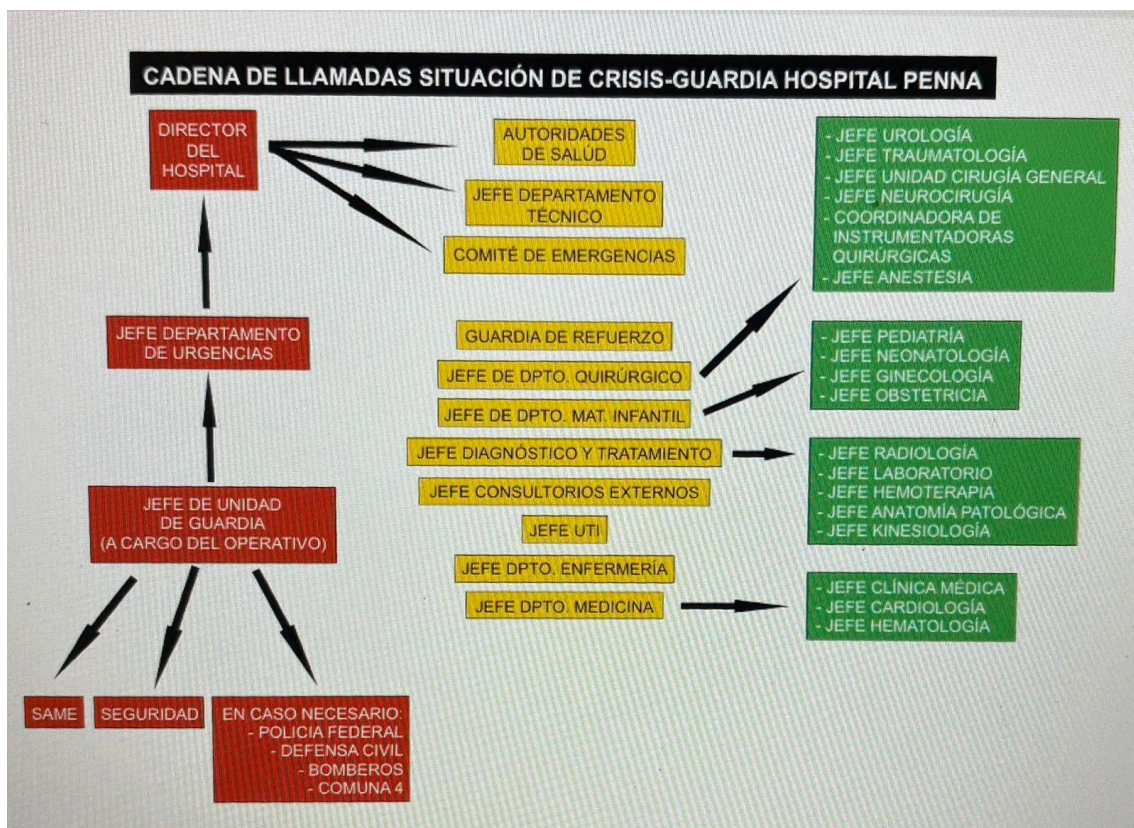 CADENA DE LLAMADAS SITUACIÓN DE CRISIS-GUARDIA HOSPITAL PENNA
DIRECTOR
DEL
HOSPITAL
JEFE DEPARTAMENTO
DE URGENCIAS
JEFE DE UNIDAD
DE GUARDIA
(A CARGO DEL OPERATIVO)
SAME
SEGURIDAD
EN CASO NECESARIO:
- POLICIA FEDERAL
- DEFENSA CIVIL
- BOMBEROS
- COMUNA 4
AUTORIDADES
DE SALÚD
JEFE DEPARTAMENTO
TÉCNICO
COMITÉ DE EMERGENCIAS
GUARDIA DE REFUERZO
JEFE DE DPTO. QUIRÚRGICO
JEFE DE DPTO. MAT. INFANTIL
JEFE DIAGNÓSTICO Y TRATAMIENTO
JEFE CONSULTORIOS EXTERNOS
JEFE UTI
JEFE DPTO. ENFERMERÍA
JEFE DPTO. MEDICINA
- JEFE UROLOGÍA
- JEFE TRAUMATOLOGÍA
- JEFE UNIDAD CIRUGÍA GENERAL
- JEFE NEUROCIRUGÍA
- COORDINADORA DE
INSTRUMENTADORAS
QUIRÚRGICAS
- JEFE ANESTESIA
- JEFE PEDIATRÍA
- JEFE NEONATOLOGÍA
- JEFE GINECOLOGÍA
- JEFE OBSTETRICIA
- JEFE RADIOLOGÍA
- JEFE LABORATORIO
- JEFE HEMOTERAPIA
- JEFE ANATOMÍA PATOLÓGICA
- JEFE KINESIOLOGÍA
- JEFE CLÍNICA MÉDICA
- JEFE CARDIOLOGÍA
- JEFE HEMATOLOGÍA